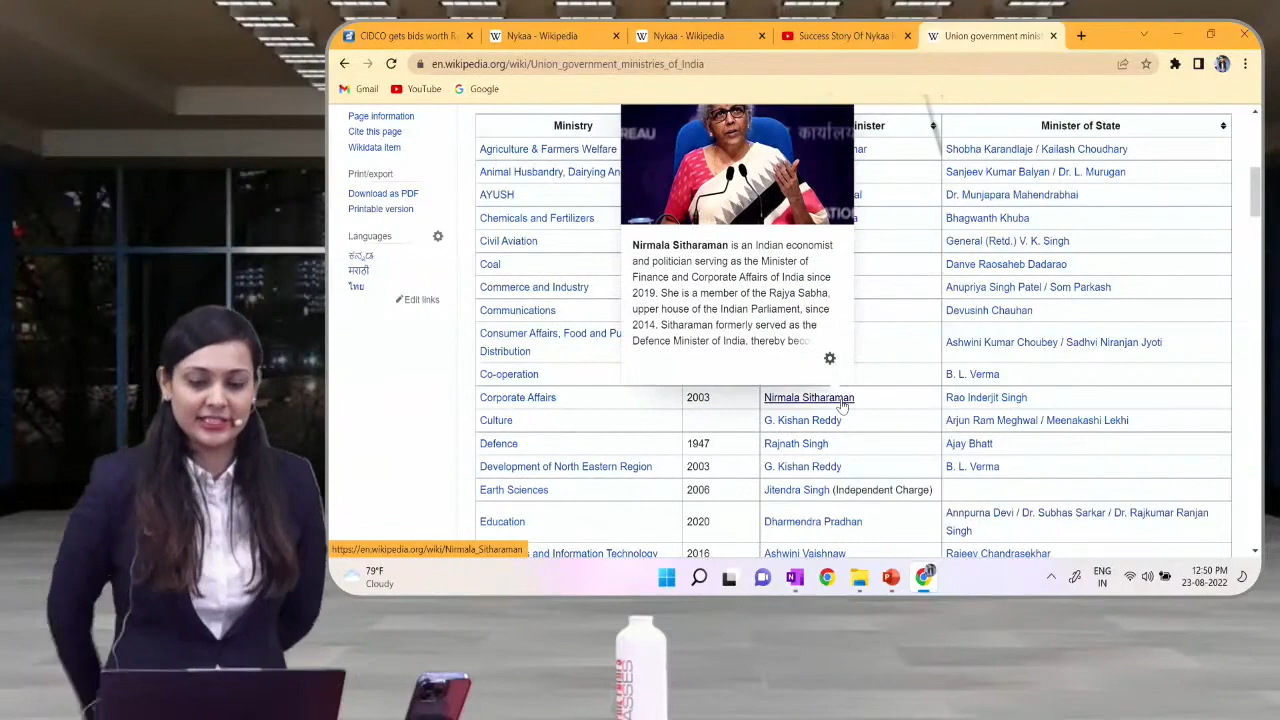 CIDCO gets bids worth R
Nykaa - Wikipedia
Nykaa - Wikipedia
Success Story Of Nykaa
Union government minist
en.wikipedia.org/wiki/Union_government_ministries_of_India
Gmail
YouTube
Google
Page information
Cite this page
Wikidata item
Print/export
Download as PDF
Printable version
Languages
ಕನ್ನಡ
मराठी
ไทย
Edit links
Ministry
inister
Minister of State
Agriculture & Farmers Welfare
mar
Shobha Karandlaje / Kailash Choudhary
Animal Husbandry, Dairying An
Sanjeev Kumar Balyan / Dr. L. Murugan
AYUSH
al
Dr. Munjapara Mahendrabhai
Chemicals and Fertilizers
Bhagwanth Khuba
Civil Aviation
General (Retd.) V. K. Singh
Coal
Danve Raosaheb Dadarao
Commerce and Industry
Anupriya Singh Patel / Som Parkash
Communications
Devusinh Chauhan
Consumer Affairs, Food and Pu
Distribution
Ashwini Kumar Choubey / Sadhvi Niranjan Jyoti
Co-operation
B. L. Verma
Corporate Affairs
2003
Nirmala Sitharaman
Rao Inderjit Singh
Culture
G. Kishan Reddy
Arjun Ram Meghwal / Meenakashi Lekhi
Defence
1947
Rajnath Singh
Ajay Bhatt
Development of North Eastern Region
2003
G. Kishan Reddy
B. L. Verma
Earth Sciences
2006
Jitendra Singh (Independent Charge)
Education
2020
Dharmendra Pradhan
Annpurna Devi / Dr. Subhas Sarkar / Dr. Rajkumar Ranjan
Singh
s and Information Technology
2016
Ashwini Vaishnaw
Rajeev Chandrasekhar
UREAU
कार्यालय
Nirmala Sitharaman is an Indian economist
and politician serving as the Minister of
Finance and Corporate Affairs of India since
2019. She is a member of the Rajya Sabha,
upper house of the Indian Parliament, since
2014. Sitharaman formerly served as the
Defence Minister of India, thereby beco
https://en.wikipedia.org/wiki/Nirmala_Sitharaman
79°F
Cloudy
ENG
IN
12:50 PM
23-08-2022